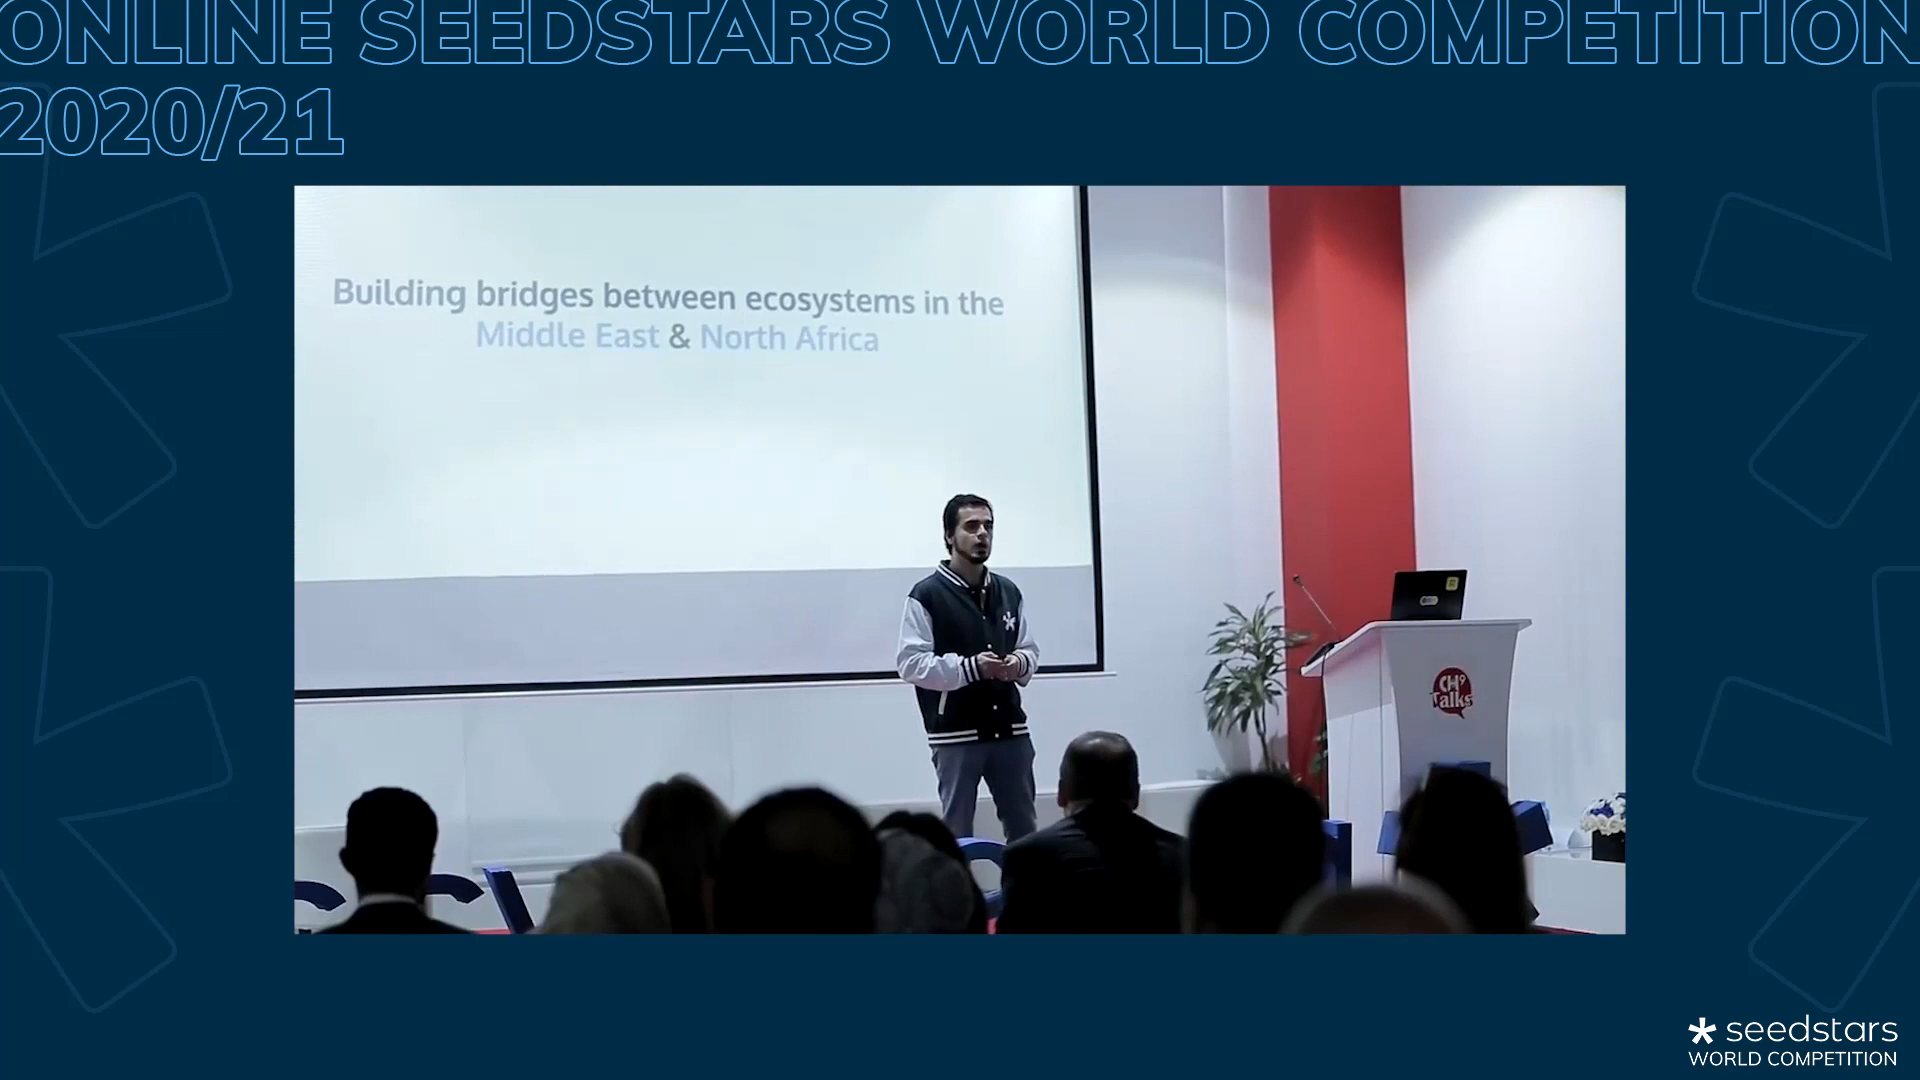 ONLINE SEEDSTARS WORLD COMPETITION
2020/21
Building bridges between ecosystems in the
Middle East & North Africa
CH9
Talks
seedstars
WORLD COMPETITION